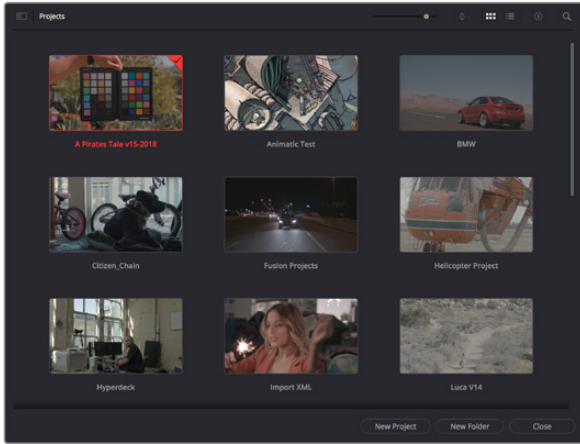 Projects
A Pirates Tale v15-2018
Animatic Test
BMW
Citizen_Chain
Fusion Projects
Helicopter Project
Hyperdeck
Import XML
Luca V14
New Project
New Folder
Close